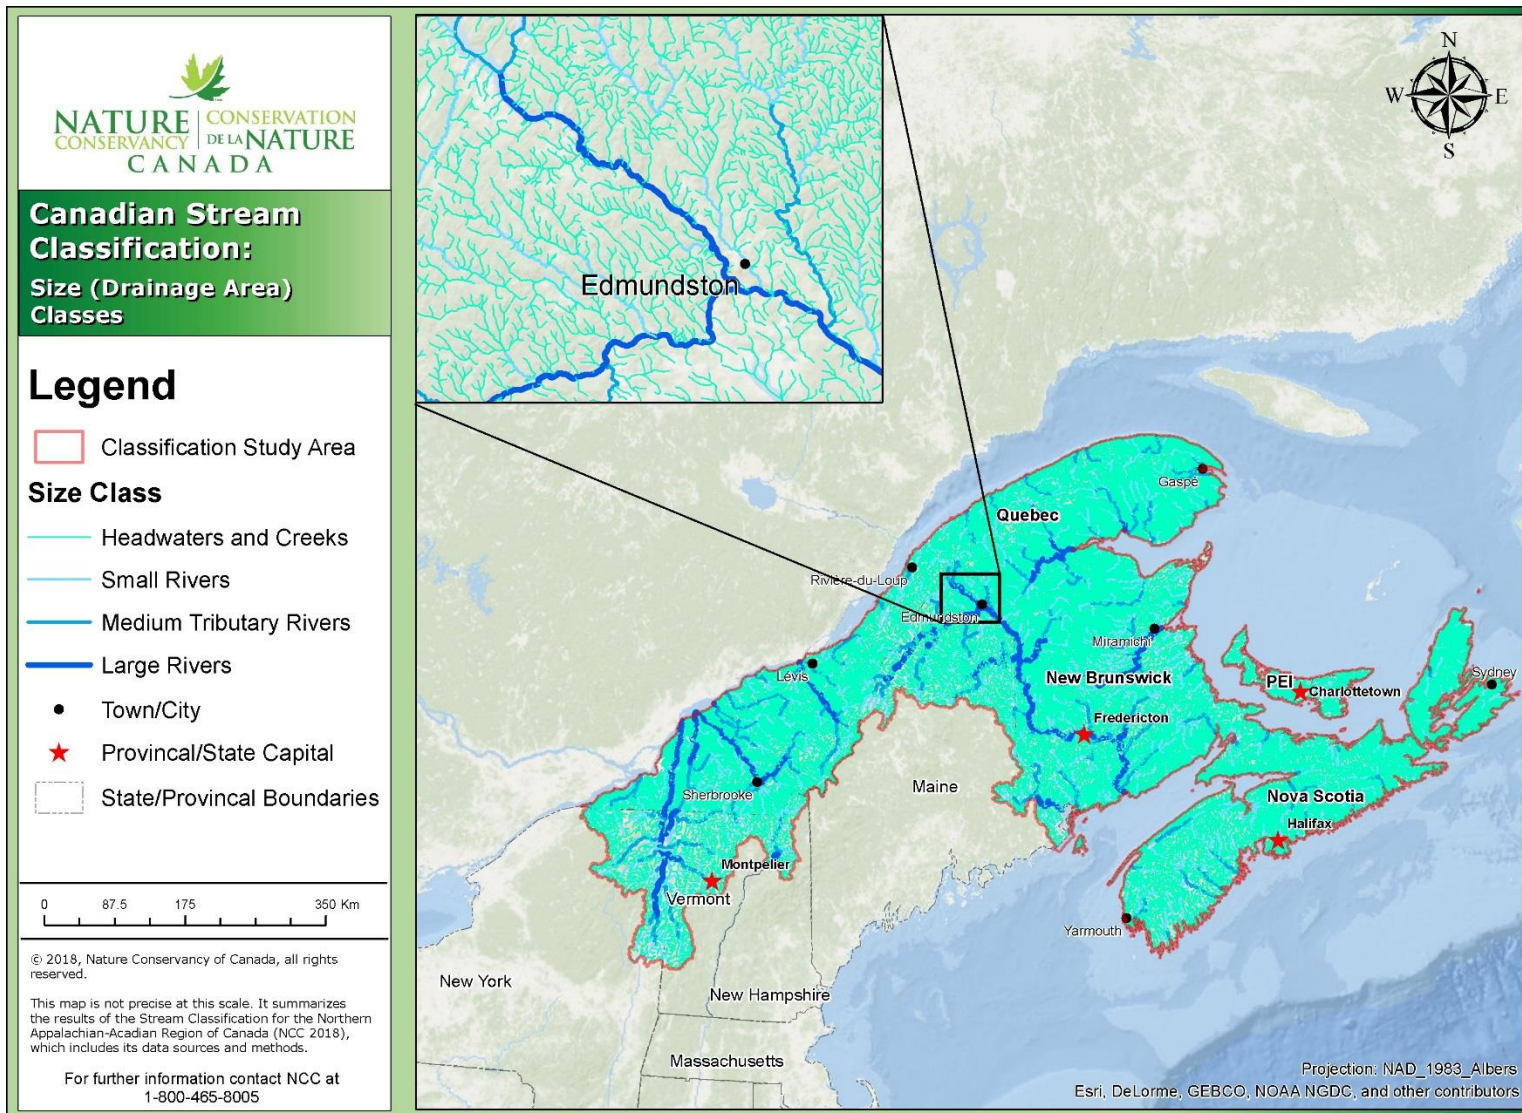 NATURE
CONSERVANCY
CONSERVATION
DE LA NATURE
CANADA
Canadian Stream
Classification:
Size (Drainage Area)
Classes
Legend
Classification Study Area
Size Class
Headwaters and Creeks
Small Rivers
Medium Tributary Rivers
Large Rivers
Town/City
Provincal/State Capital
State/Provincal Boundaries
0 87.5 175 350 Km
© 2018, Nature Conservancy of Canada, all rights
reserved.
This map is not precise at this scale. It summarizes
the results of the Stream Classification for the Northern
Appalachian-Acadian Region of Canada (NCC 2018),
which includes its data sources and methods.
For further information contact NCC at
1-800-465-8005
Edmundston
N
W
E
S
Gaspé
Quebec
Rivière-du-Loup
Edmundston
Miramichi
Lévis
New Brunswick
PEI
Charlottetown
Sydney
Fredericton
Sherbrooke
Maine
Nova Scotia
Halifax
Montpelier
Vermont
Yarmouth
New York
New Hampshire
Massachusetts
Projection: NAD_1983_Albers
Esri, DeLorme, GEBCO, NOAA NGDC, and other contributors